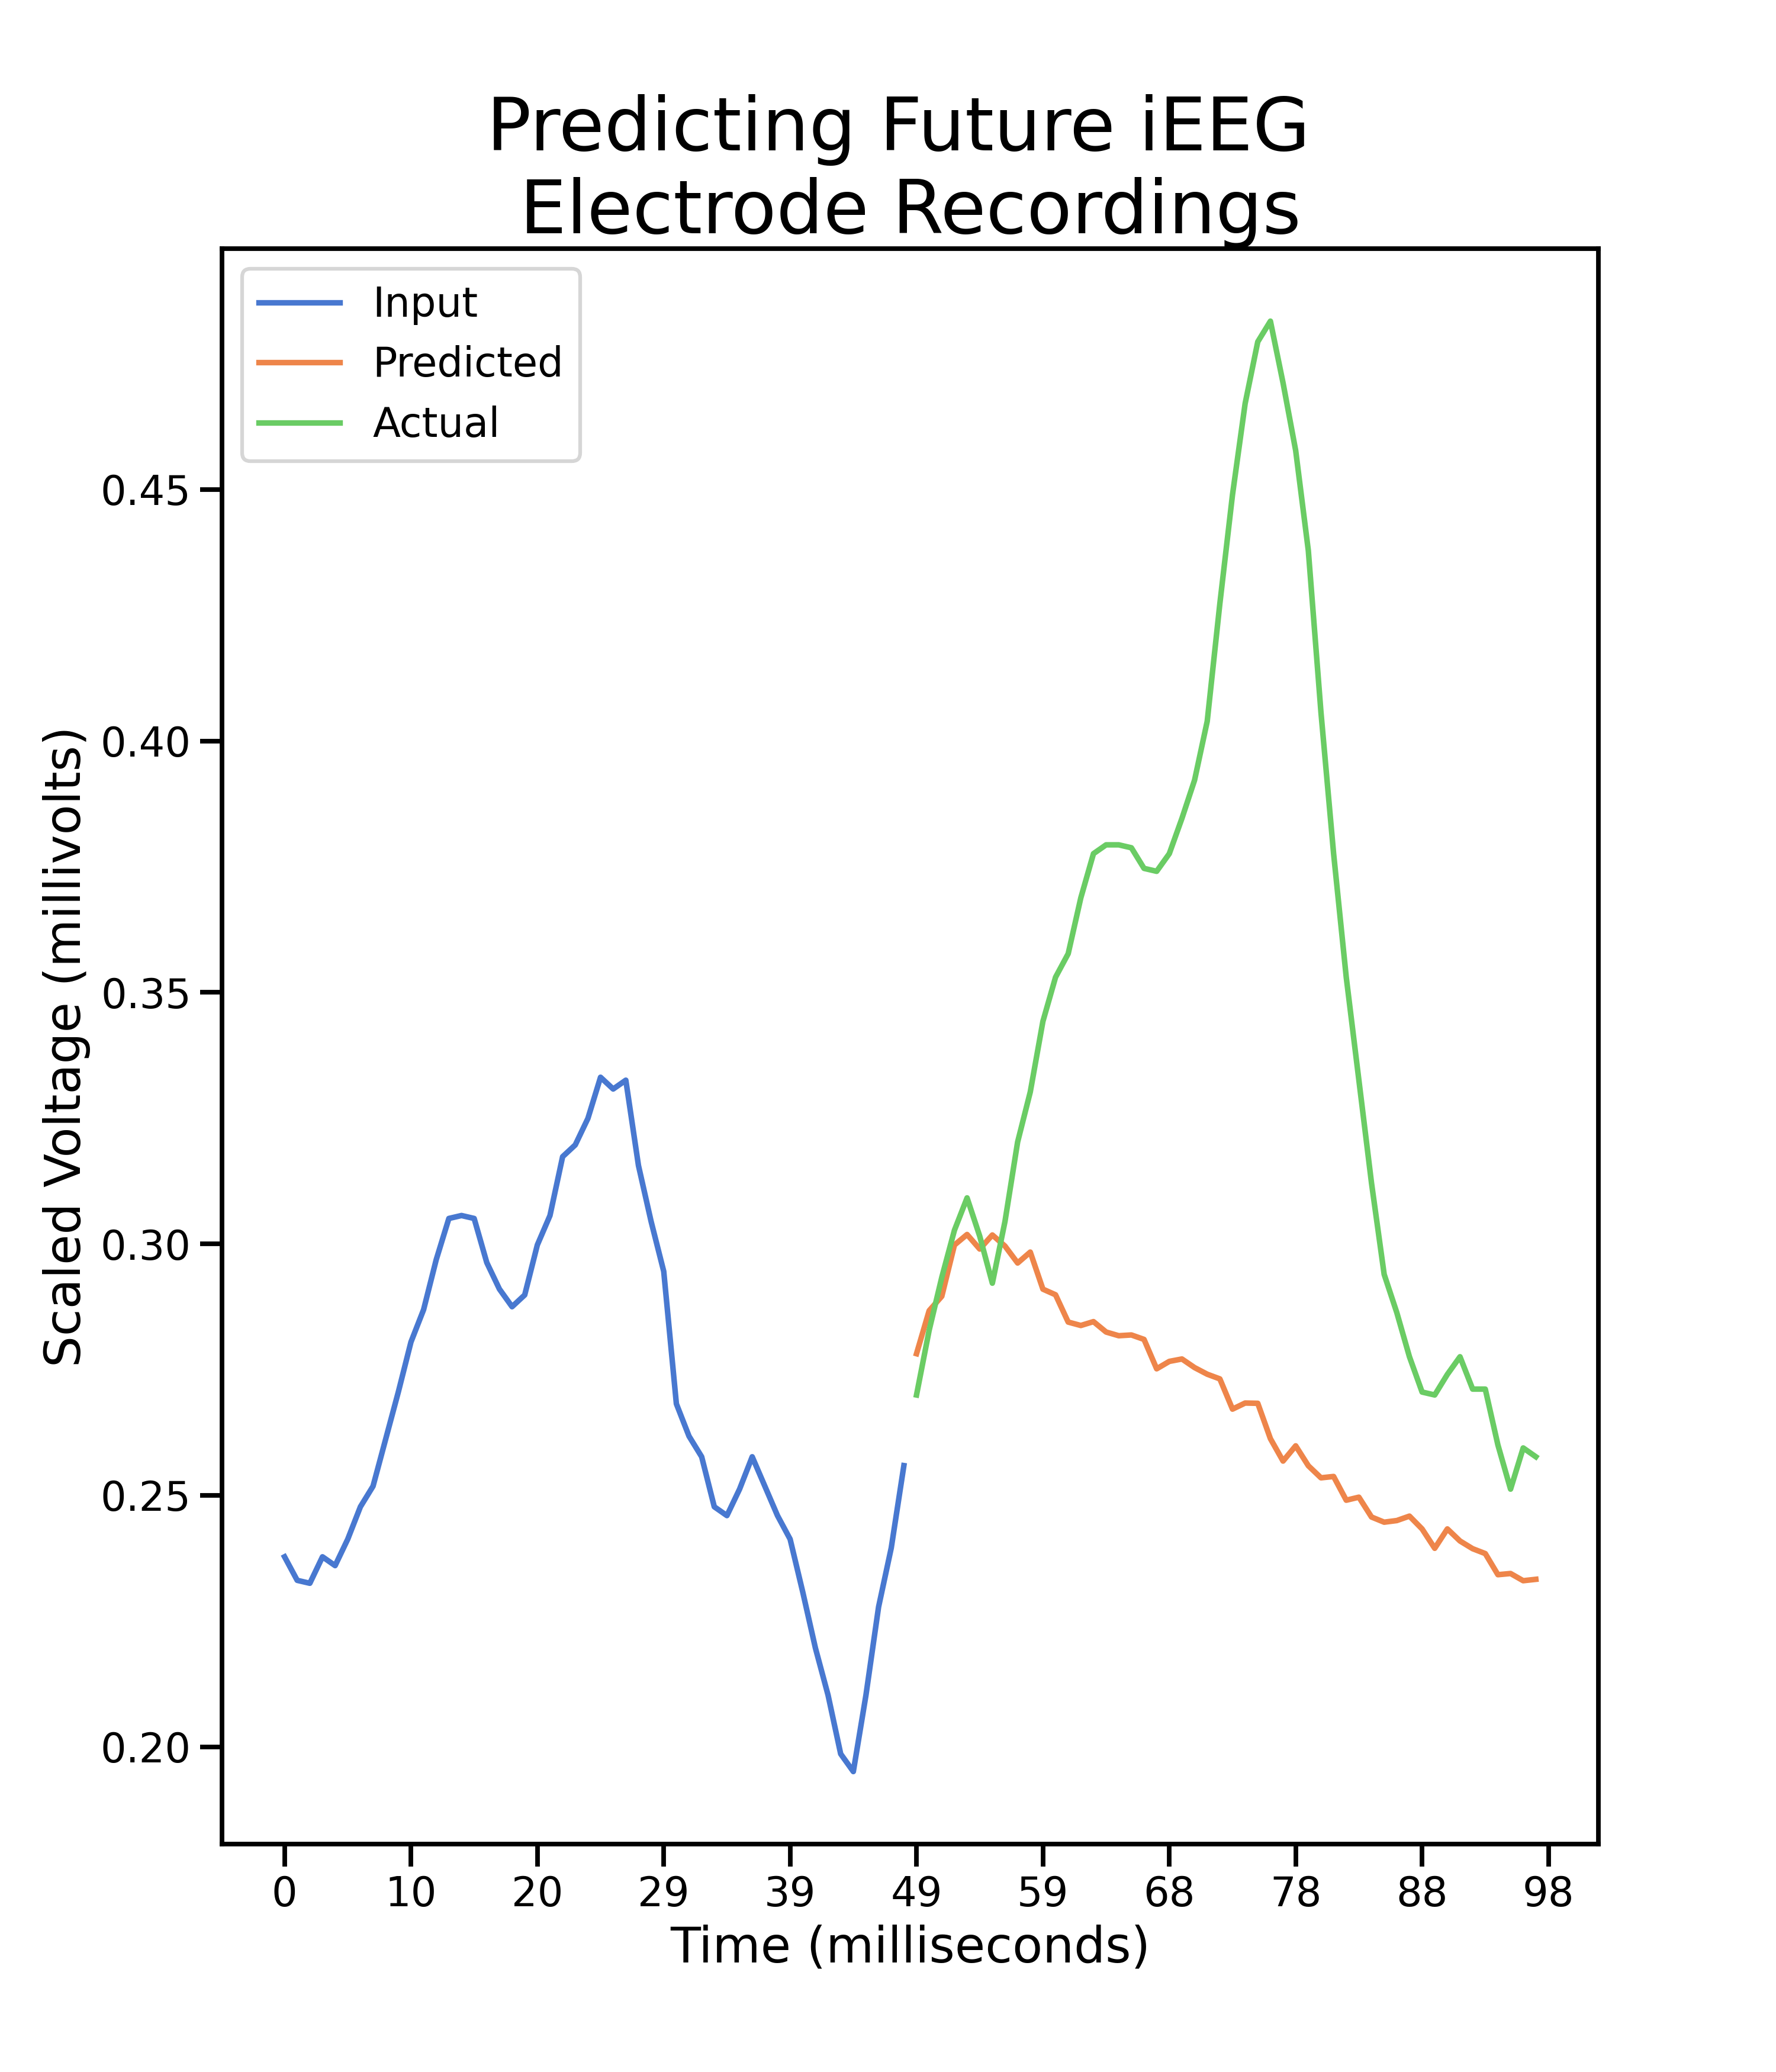 Predicting Future iEEG
Electrode Recordings
Input
Predicted
Actual
0.45
0.40
0.35
0.30
0.25
0.20
Scaled Voltage (millivolts)
0 10 20 29 39 49 59 68 78 88 98
Time (milliseconds)